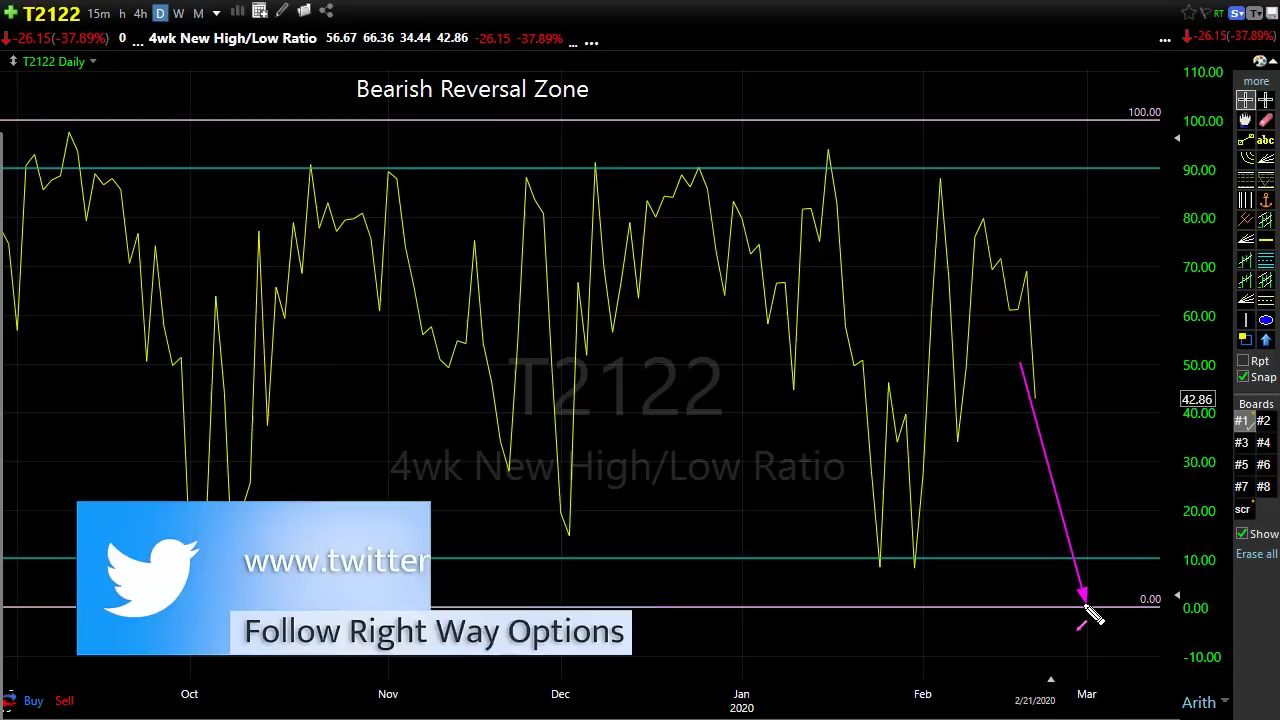 T2122 15m h 4h D W M
RT S T
-26.15(-37.89%) 0 ... 4wk New High/Low Ratio 56.67 66.36 34.44 42.86 -26.15 -37.89% ... ...
... -26.15(-37.89%)
T2122 Daily
more
Bearish Reversal Zone
110.00
100.00
100.00
90.00
80.00
70.00
60.00
50.00
42.86
40.00
30.00
20.00
10.00
0.00
0.00
-10.00
abc
Rpt
Snap
Boards
#1 #2
#3 #4
#5 #6
#7 #8
scr
Show
Erase all
T2122
4wk New High/Low Ratio
www.twitter
Follow Right Way Options
Oct Nov Dec Jan Feb Mar
2020
2/21/2020
Buy Sell
Arith